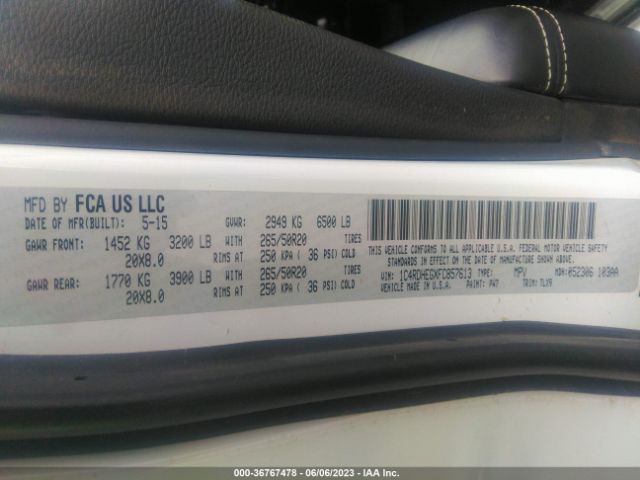 MFD BY FCA US LLC
DATE OF MFR(BUILT): 5-15 GVWR: 2949 KG 6500 LB
GAWR FRONT: 1452 KG 3200 LB WITH 265/50R20 TIRES
20X8.0 RIMS AT 250 KPA ( 36 PSI) COLD
GAWR REAR: 1770 KG 3900 LB WITH 265/50R20 TIRES
20X8.0 RIMS AT 250 KPA ( 36 PSI) COLD
THIS VEHICLE CONFORMS TO ALL APPLICABLE U.S.A. FEDERAL MOTOR VEHICLE SAFETY
STANDARDS IN EFFECT ON THE DATE OF MANUFACTURE SHOWN ABOVE.
VIN: 1C4RDHEGXFC857613 TYPE: MPV MDH: 052306 103AA
VEHICLE MADE IN U.S.A. PAINT: PW7 TRIM: TLX9
000-36767478 - 06/06/2023 - IAA Inc.